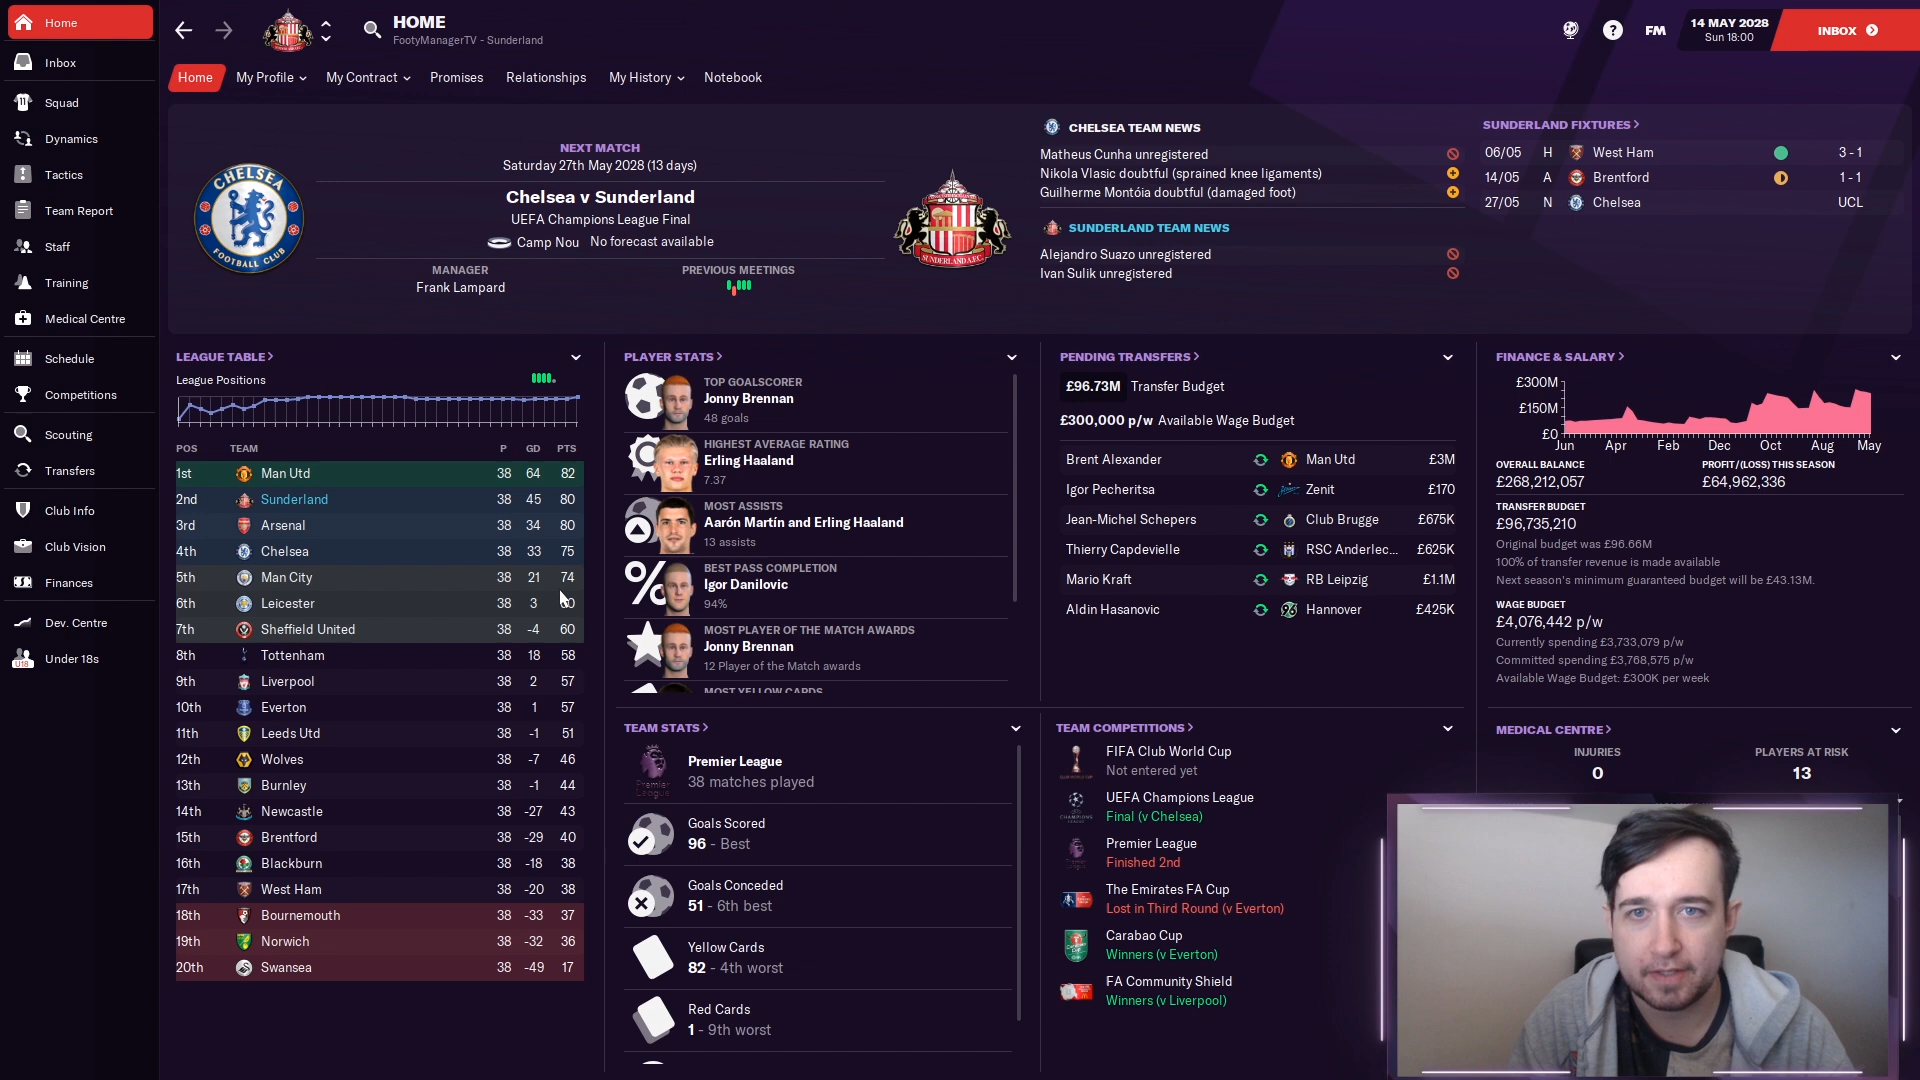 Home
Inbox
Squad
Dynamics
Tactics
Team Report
Staff
Training
Medical Centre
Schedule
Competitions
Scouting
Transfers
Club Info
Club Vision
Finances
Dev. Centre
U18
Under 18s
HOME
FootyManagerTV - Sunderland
FM
14 MAY 2028
Sun 18:00
INBOX
Home
My Profile
My Contract
Promises
Relationships
My History
Notebook
CHELSEA
FOOTBALL CLUB
NEXT MATCH
Saturday 27th May 2028 (13 days)
Chelsea v Sunderland
UEFA Champions League Final
Camp Nou No forecast available
MANAGER
Frank Lampard
PREVIOUS MEETINGS
SUNDERLAND A.F.C.
CHELSEA TEAM NEWS
Matheus Cunha unregistered
Nikola Vlasic doubtful (sprained knee ligaments)
Guilherme Montóia doubtful (damaged foot)
SUNDERLAND TEAM NEWS
Alejandro Suazo unregistered
Ivan Sulik unregistered
SUNDERLAND FIXTURES
06/05 H West Ham 3 - 1
14/05 A Brentford 1 - 1
27/05 N Chelsea UCL
LEAGUE TABLE
League Positions
POS TEAM P GD PTS
1st Man Utd 38 64 82
2nd Sunderland 38 45 80
3rd Arsenal 38 34 80
4th Chelsea 38 33 75
5th Man City 38 21 74
6th Leicester 38 3
7th Sheffield United 38 -4 60
8th Tottenham 38 18 58
9th Liverpool 38 2 57
10th Everton 38 1 57
11th Leeds Utd 38 -1 51
12th Wolves 38 -7 46
13th Burnley 38 -1 44
14th Newcastle 38 -27 43
15th Brentford 38 -29 40
16th Blackburn 38 -18 38
17th West Ham 38 -20 38
18th Bournemouth 38 -33 37
19th Norwich 38 -32 36
20th Swansea 38 -49 17
PLAYER STATS
TOP GOALSCORER
Jonny Brennan
48 goals
HIGHEST AVERAGE RATING
Erling Haaland
7.37
MOST ASSISTS
Aarón Martín and Erling Haaland
13 assists
BEST PASS COMPLETION
Igor Danilovic
94%
MOST PLAYER OF THE MATCH AWARDS
Jonny Brennan
12 Player of the Match awards
MOST YELLOW CARDS
PENDING TRANSFERS
£96.73M Transfer Budget
£300,000 p/w Available Wage Budget
Brent Alexander Man Utd £3M
Igor Pecheritsa Zenit £170
Jean-Michel Schepers Club Brugge £675K
Thierry Capdevielle RSC Anderlec... £625K
Mario Kraft RB Leipzig £1.1M
Aldin Hasanovic Hannover £425K
FINANCE & SALARY
£300M
£150M
£0
Jun Apr Feb Dec Oct Aug May
OVERALL BALANCE
£268,212,057
PROFIT/(LOSS) THIS SEASON
£64,962,336
TRANSFER BUDGET
£96,735,210
Original budget was £96.66M
100% of transfer revenue is made available
Next season's minimum guaranteed budget will be £43.13M.
WAGE BUDGET
£4,076,442 p/w
Currently spending £3,733,079 p/w
Committed spending £3,768,575 p/w
Available Wage Budget: £300K per week
TEAM STATS
Premier League
38 matches played
Goals Scored
96 - Best
Goals Conceded
51 - 6th best
Yellow Cards
82 - 4th worst
Red Cards
1 - 9th worst
TEAM COMPETITIONS
FIFA Club World Cup
Not entered yet
UEFA Champions League
Final (v Chelsea)
Premier League
Finished 2nd
The Emirates FA Cup
Lost in Third Round (v Everton)
Carabao Cup
Winners (v Everton)
FA Community Shield
Winners (v Liverpool)
MEDICAL CENTRE
INJURIES
0
PLAYERS AT RISK
13